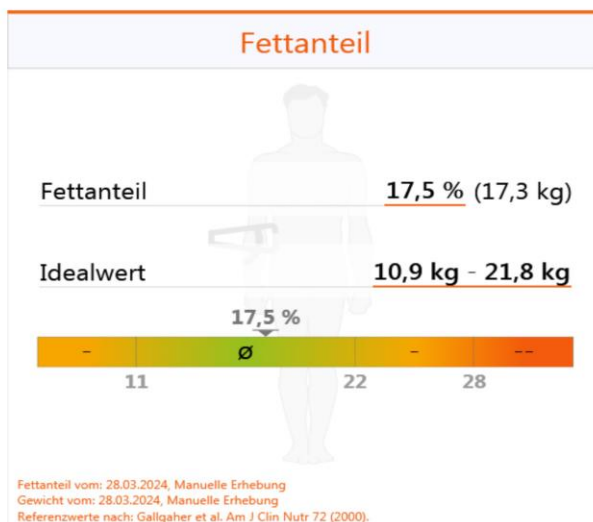 Fettanteil
Fettanteil 17,5 % (17,3 kg)
Idealwert 10,9 kg - 21,8 kg
17,5 %
- Ø - --
11 22 28
Fettanteil vom: 28.03.2024, Manuelle Erhebung
Gewicht vom: 28.03.2024, Manuelle Erhebung
Referenzwerte nach: Gallgaher et al. Am J Clin Nutr 72 (2000).